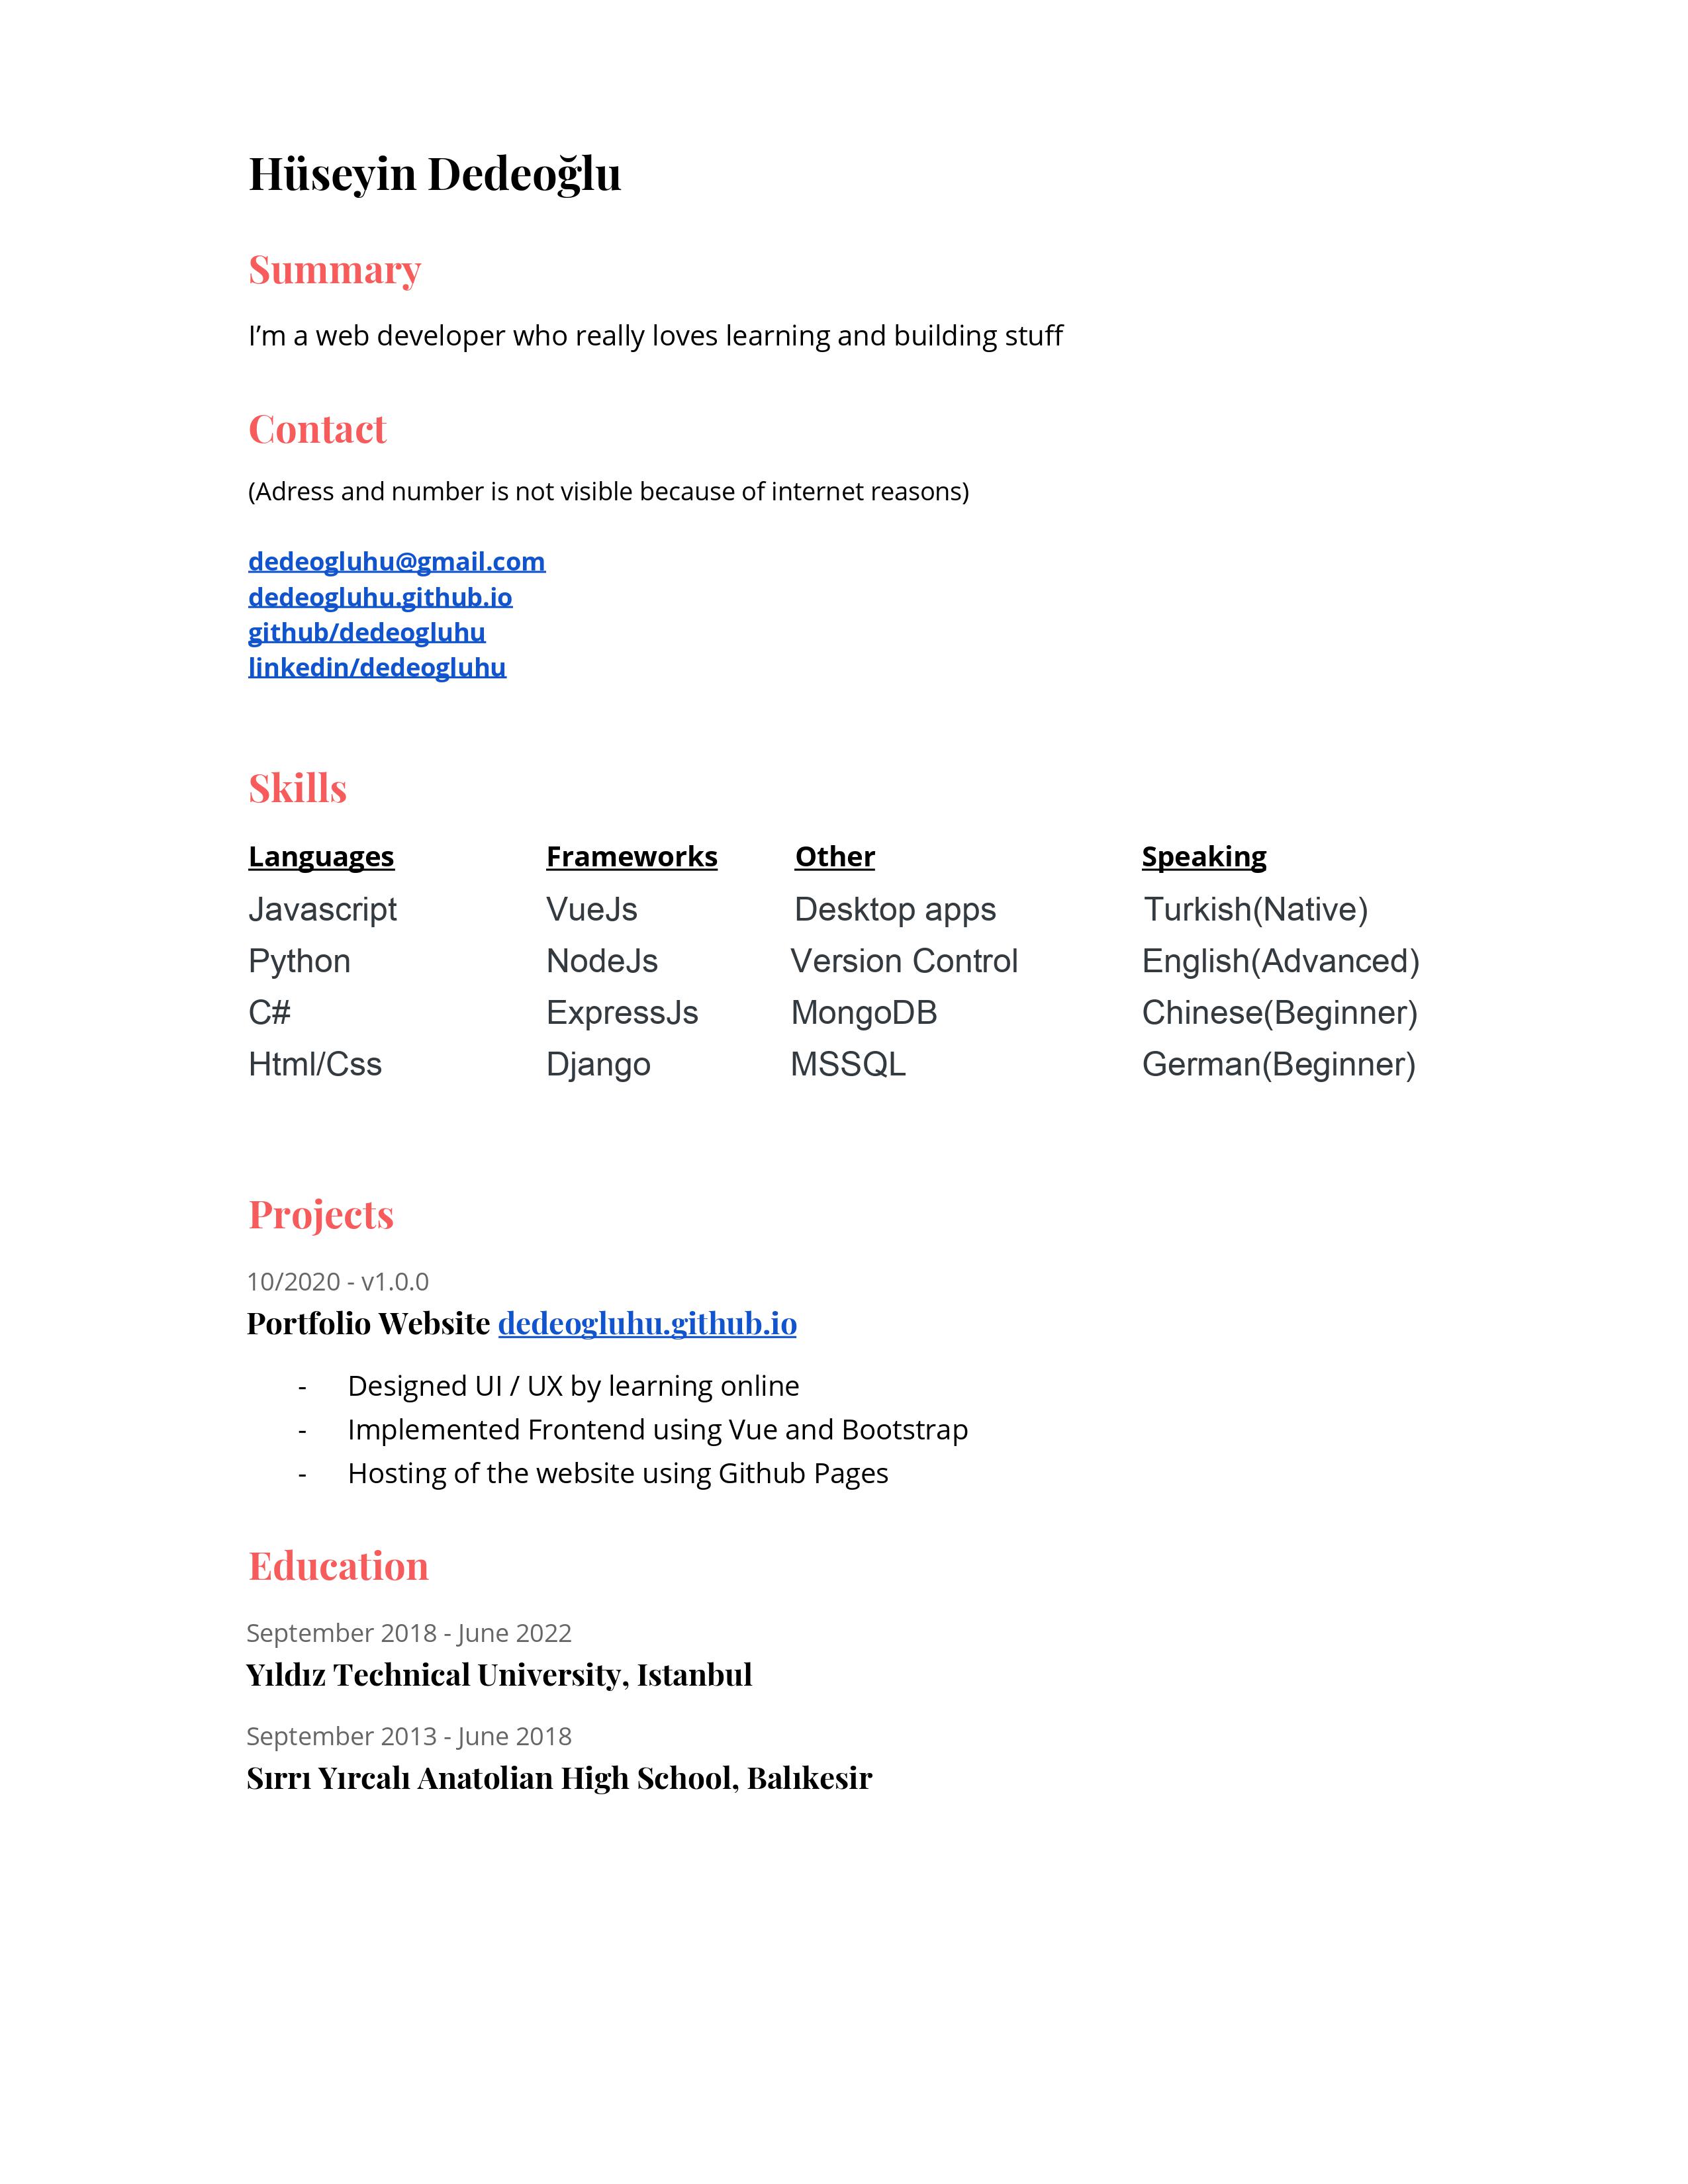 Hüseyin Dedeoğlu
Summary
I’m a web developer who really loves learning and building stuff
Contact
(Adress and number is not visible because of internet reasons)
dedeogluhu@gmail.com
dedeogluhu.github.io
github/dedeogluhu
linkedin/dedeogluhu
Skills
Languages Frameworks Other Speaking
Javascript VueJs Desktop apps Turkish(Native)
Python NodeJs Version Control English(Advanced)
C# ExpressJs MongoDB Chinese(Beginner)
Html/Css Django MSSQL German(Beginner)
Projects
10/2020 - v1.0.0
Portfolio Website dedeogluhu.github.io
- Designed UI / UX by learning online
- Implemented Frontend using Vue and Bootstrap
- Hosting of the website using Github Pages
Education
September 2018 - June 2022
Yıldız Technical University, Istanbul
September 2013 - June 2018
Sırrı Yırcalı Anatolian High School, Balıkesir